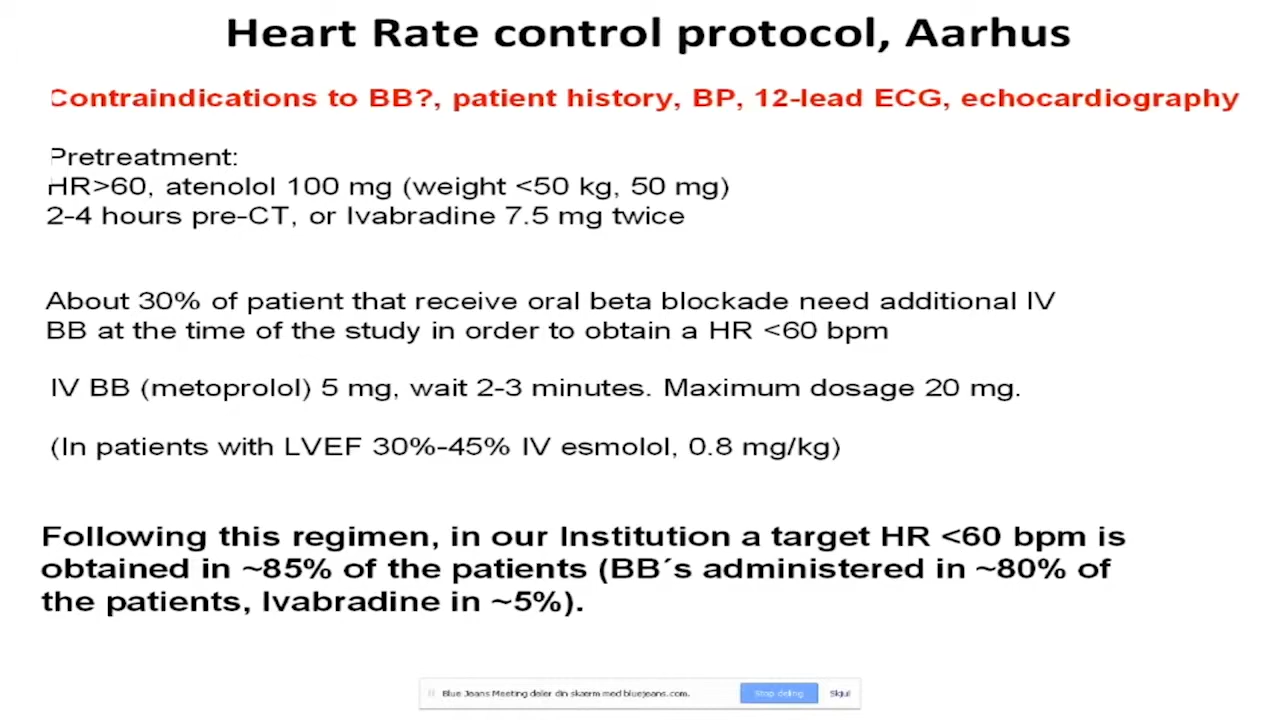 Heart Rate control protocol, Aarhus
Contraindications to BB?, patient history, BP, 12-lead ECG, echocardiography
Pretreatment:
HR>60, atenolol 100 mg (weight <50 kg, 50 mg)
2-4 hours pre-CT, or Ivabradine 7.5 mg twice
About 30% of patient that receive oral beta blockade need additional IV
BB at the time of the study in order to obtain a HR <60 bpm
IV BB (metoprolol) 5 mg, wait 2-3 minutes. Maximum dosage 20 mg.
(In patients with LVEF 30%-45% IV esmolol, 0.8 mg/kg)
Following this regimen, in our Institution a target HR <60 bpm is
obtained in ~85% of the patients (BB´s administered in ~80% of
the patients, Ivabradine in ~5%).
Blue Jeans Meeting deler din skærm med bluejeans.com. Stop deling Skjul